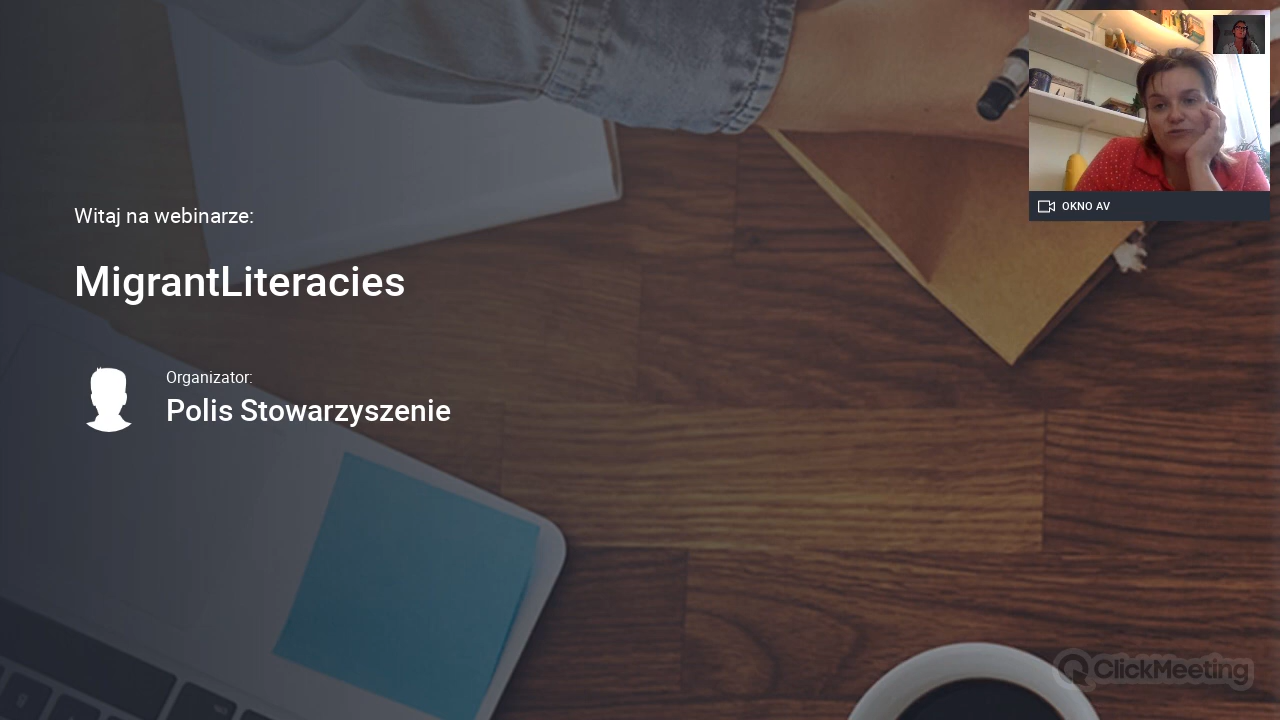 Witaj na webinarze:
MigrantLiteracies
Organizator:
Polis Stowarzyszenie
OKNO AV
ClickMeeting